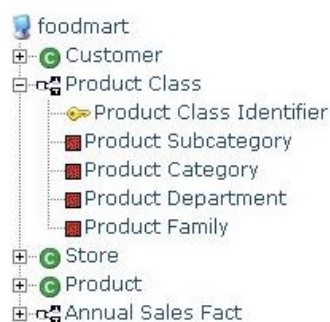 foodmart
Customer
Product Class
Product Class Identifier
Product Subcategory
Product Category
Product Department
Product Family
Store
Product
Annual Sales Fact